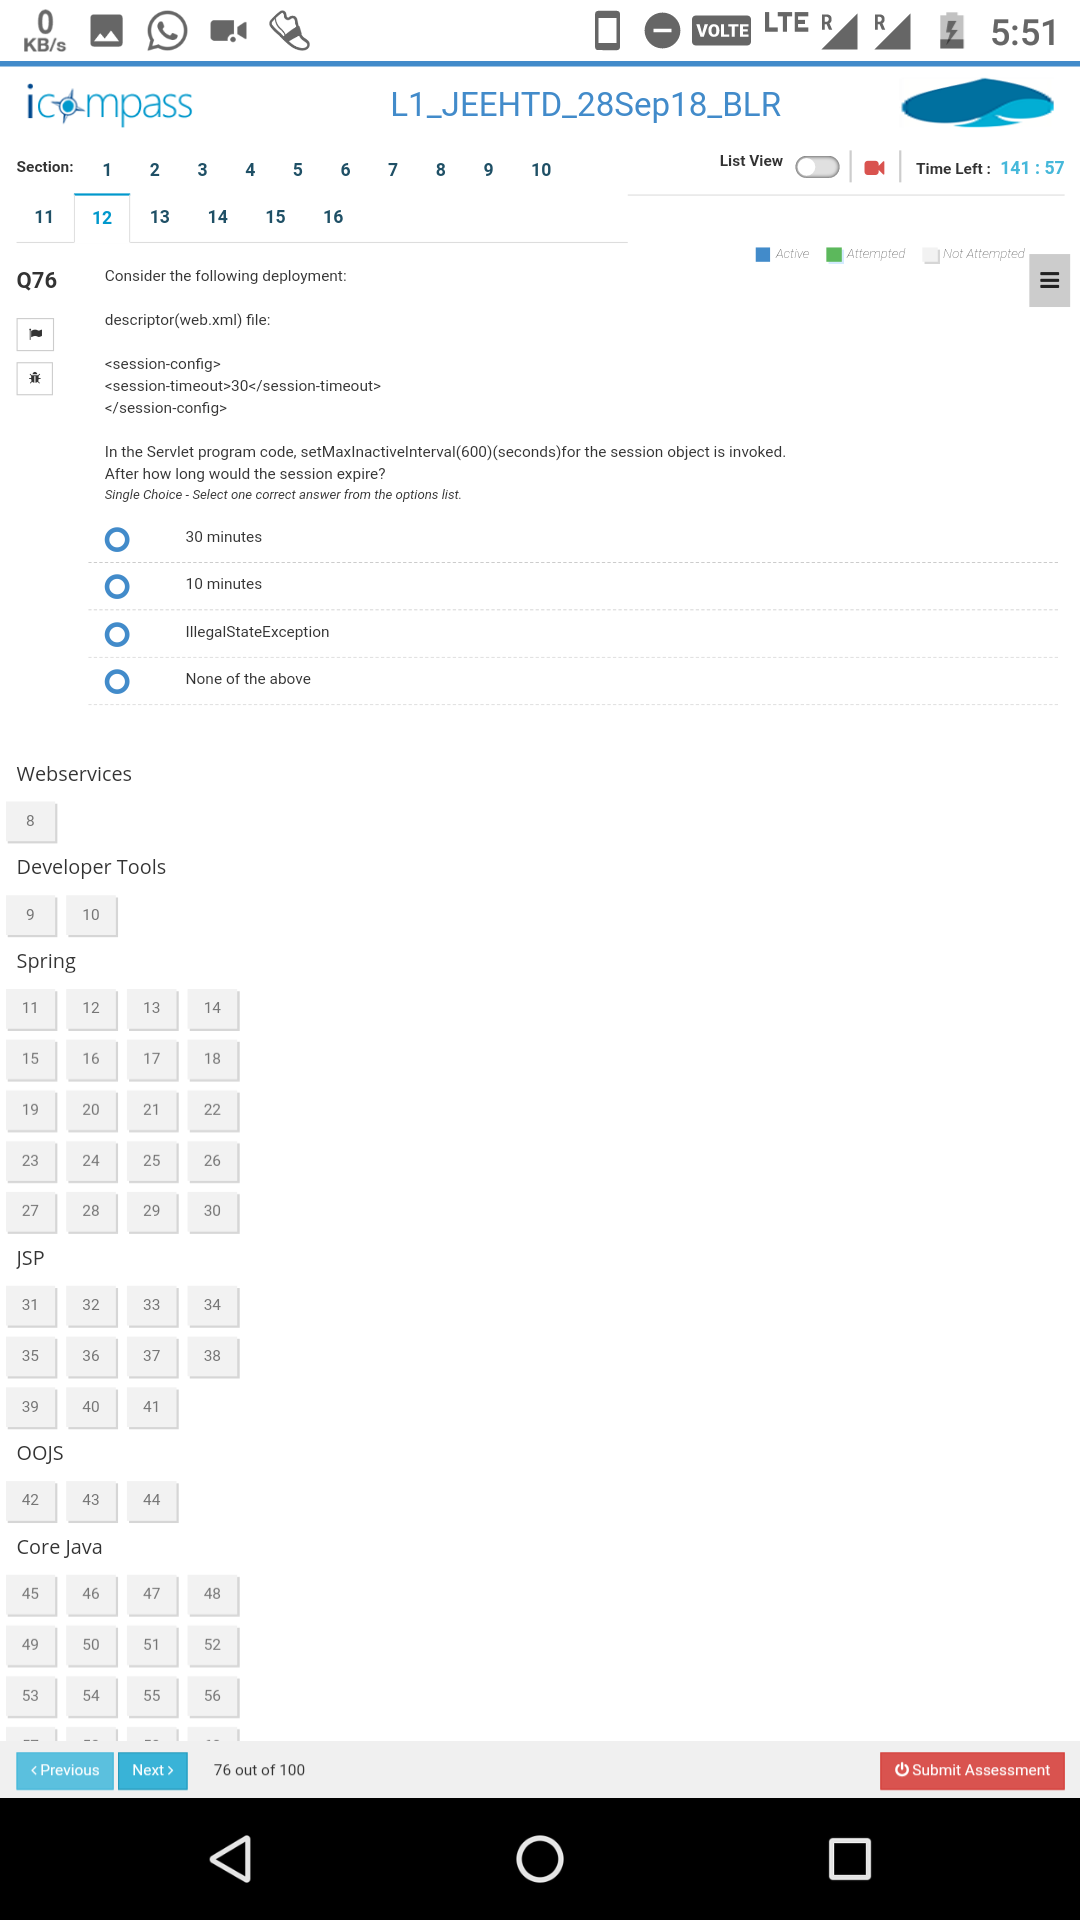 0
KB/s
VOLTE
LTE
R
R
5:51
icompass
L1_JEEHTD_28Sep18_BLR
Section: 1 2 3 4 5 6 7 8 9 10
List View
Time Left : 141 : 57
11 12 13 14 15 16
Active Attempted Not Attempted
Q76
Consider the following deployment:
descriptor(web.xml) file:
<session-config>
<session-timeout>30</session-timeout>
</session-config>
In the Servlet program code, setMaxInactiveInterval(600)(seconds)for the session object is invoked.
After how long would the session expire?
Single Choice - Select one correct answer from the options list.
30 minutes
10 minutes
IllegalStateException
None of the above
Webservices
8
Developer Tools
9 10
Spring
11 12 13 14
15 16 17 18
19 20 21 22
23 24 25 26
27 28 29 30
JSP
31 32 33 34
35 36 37 38
39 40 41
OOJS
42 43 44
Core Java
45 46 47 48
49 50 51 52
53 54 55 56
Previous Next 76 out of 100 Submit Assessment